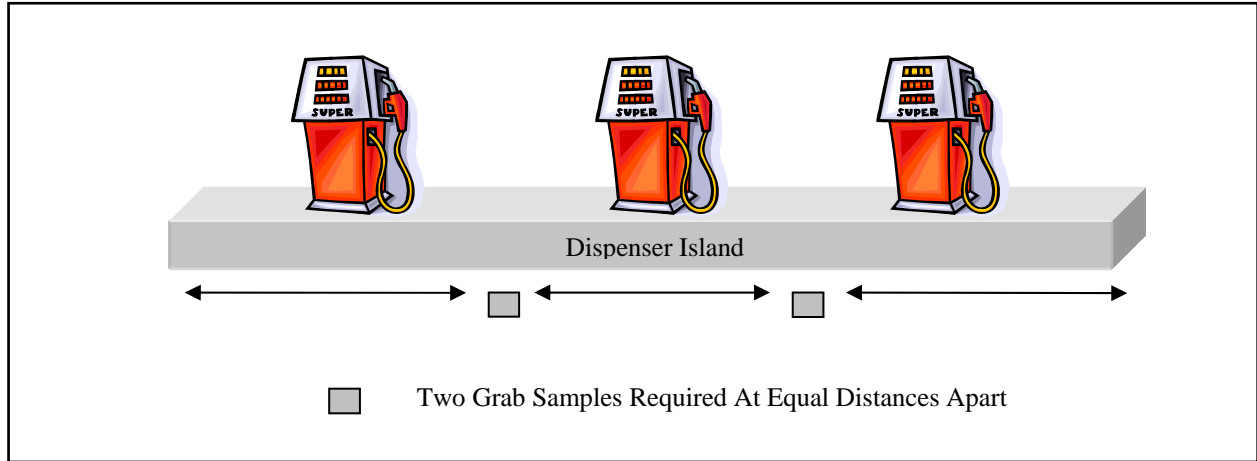 SUPER
SUPER
SUPER
Dispenser Island
Two Grab Samples Required At Equal Distances Apart